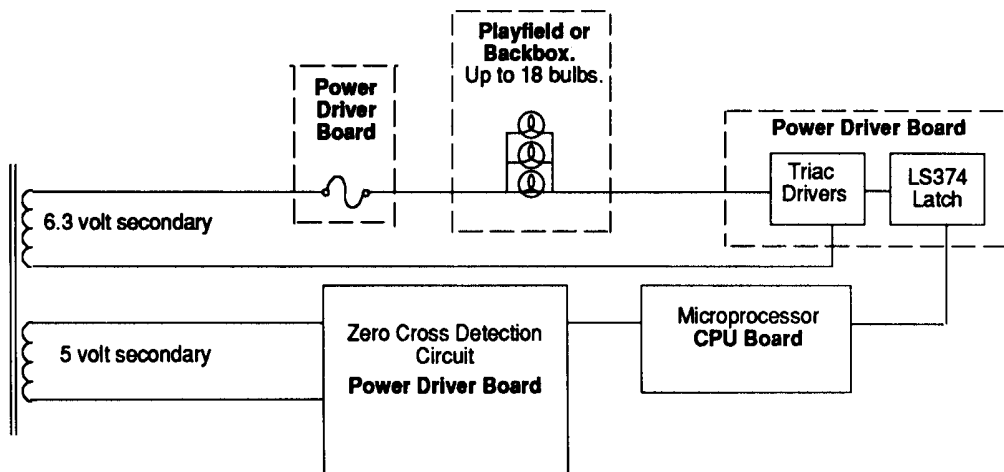 Playfield or
Backbox.
Up to 18 bulbs.
Power
Driver
Board
Power Driver Board
Triac
Drivers
LS374
Latch
6.3 volt secondary
5 volt secondary
Zero Cross Detection
Circuit
Power Driver Board
Microprocessor
CPU Board